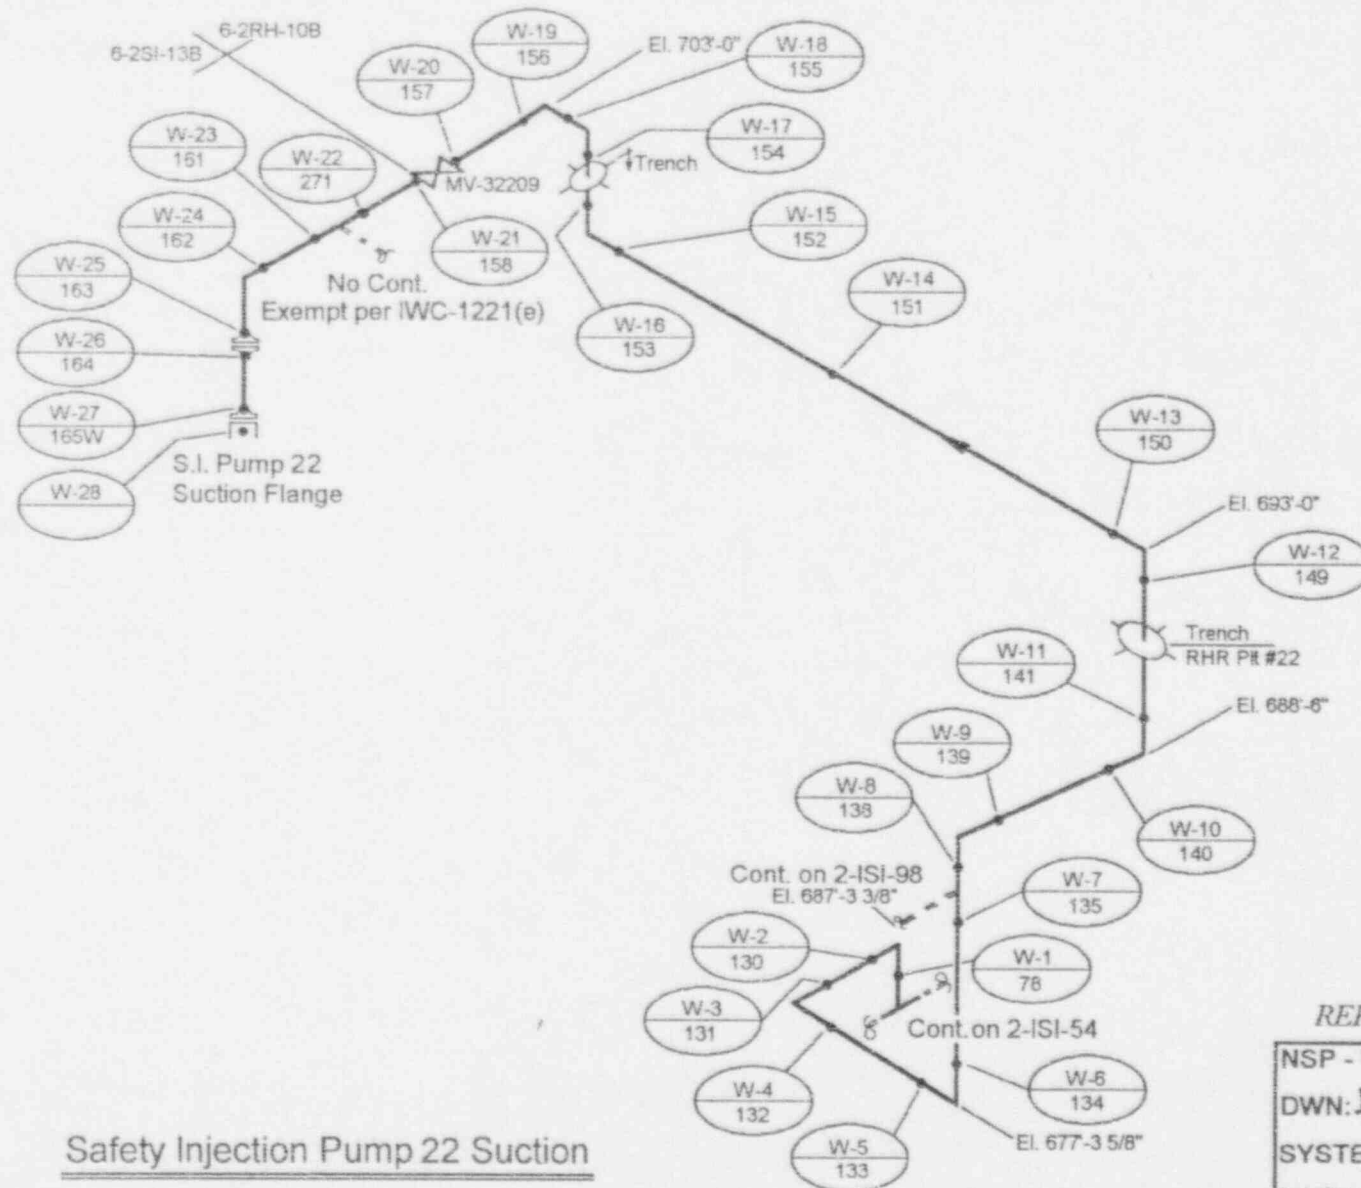 6-2RH-10B
6-2SI-13B
W-19
156
El. 703'-0"
W-18
155
W-20
157
W-23
161
W-22
271
W-17
154
Trench
MV-32209
W-24
162
W-21
158
W-15
152
W-25
163
No Cont.
Exempt per IWC-1221(e)
W-14
151
W-26
164
W-16
153
W-27
165W
S.I. Pump 22
Suction Flange
W-28
W-13
150
El. 693'-0"
W-12
149
Trench
RHR Pit #22
W-11
141
El. 688'-6"
W-9
139
W-8
138
W-10
140
Cont. on 2-ISI-98
El. 687'-3 3/8"
W-7
135
W-2
130
W-1
78
W-3
131
Cont. on 2-ISI-54
W-4
132
W-6
134
W-5
133
El. 677'-3 5/8"
Safety Injection Pump 22 Suction
NSP -
DWN: